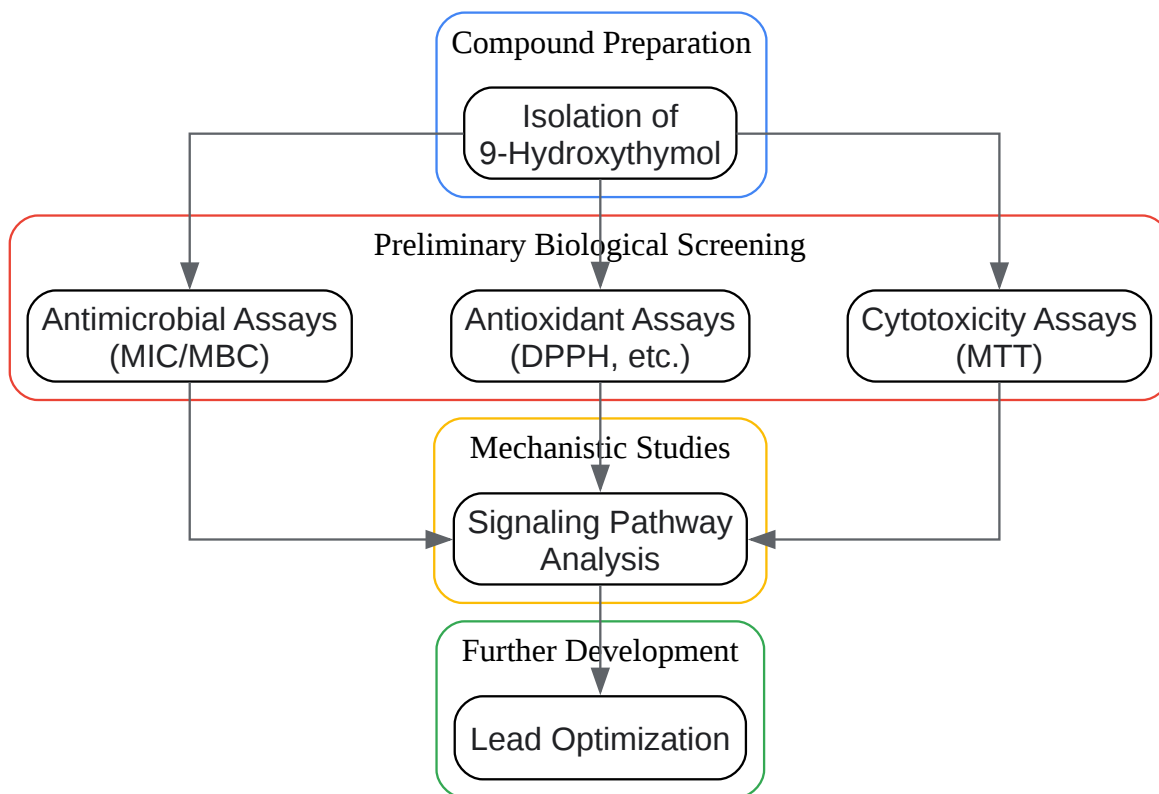 Compound Preparation
Isolation of
9-Hydroxythymol
Preliminary Biological Screening
Antimicrobial Assays
(MIC/MBC)
Antioxidant Assays
(DPPH, etc.)
Cytotoxicity Assays
(MTT)
Mechanistic Studies
Signaling Pathway
Analysis
Further Development
Lead Optimization